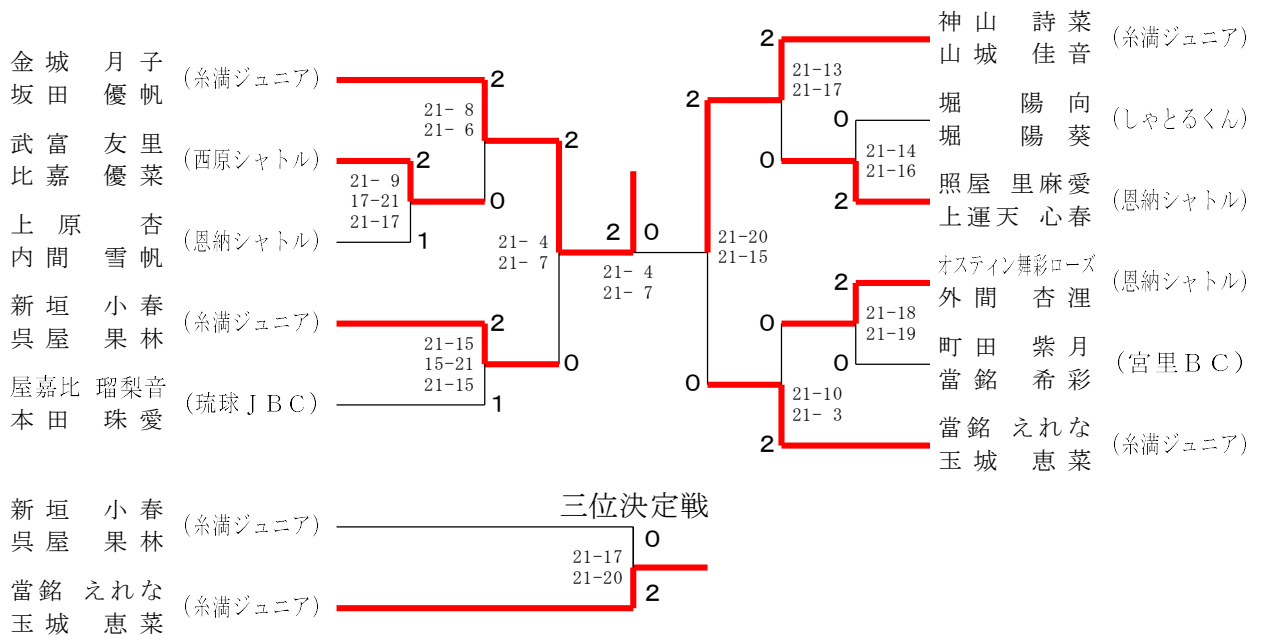 金城 月子
坂田 優帆
(糸満ジュニア)
武富 友里
比嘉 優菜
(西原シャトル)
上原 杏
内間 雪帆
(恩納シャトル)
新垣 小春
呉屋 果林
(糸満ジュニア)
屋嘉比 瑠梨音
本田 珠愛
(琉球JBC)
2
21- 8
21- 6
2
21- 9
17-21
21-17
0
1
2
21- 4
21- 7
2
21-15
15-21
21-15
0
1
2 0
21- 4
21- 7
神山 詩菜
山城 佳音
(糸満ジュニア)
堀 陽向
堀 陽葵
(しゃとるくん)
照屋 里麻愛
上運天 心春
(恩納シャトル)
オスティン舞彩ローズ
外間 杏浬
(恩納シャトル)
町田 紫月
當銘 希彩
(宮里BC)
當銘 えれな
玉城 恵菜
(糸満ジュニア)
2
21-13
21-17
2
0
21-14
21-16
0
2
21-20
21-15
2
21-18
21-19
0
0
0
21-10
21- 3
2
三位決定戦
新垣 小春
呉屋 果林
(糸満ジュニア)
0
21-17
21-20
2
當銘 えれな
玉城 恵菜
(糸満ジュニア)